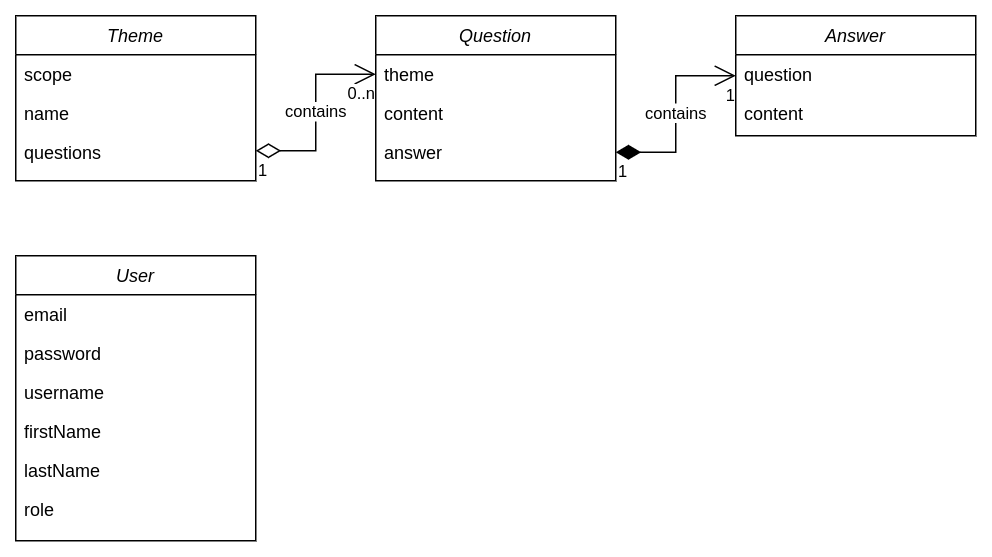 Theme
scope
name
questions
1
contains
0..n
Question
theme
content
answer
1
contains
1
Answer
question
content
User
email
password
username
firstName
lastName
role